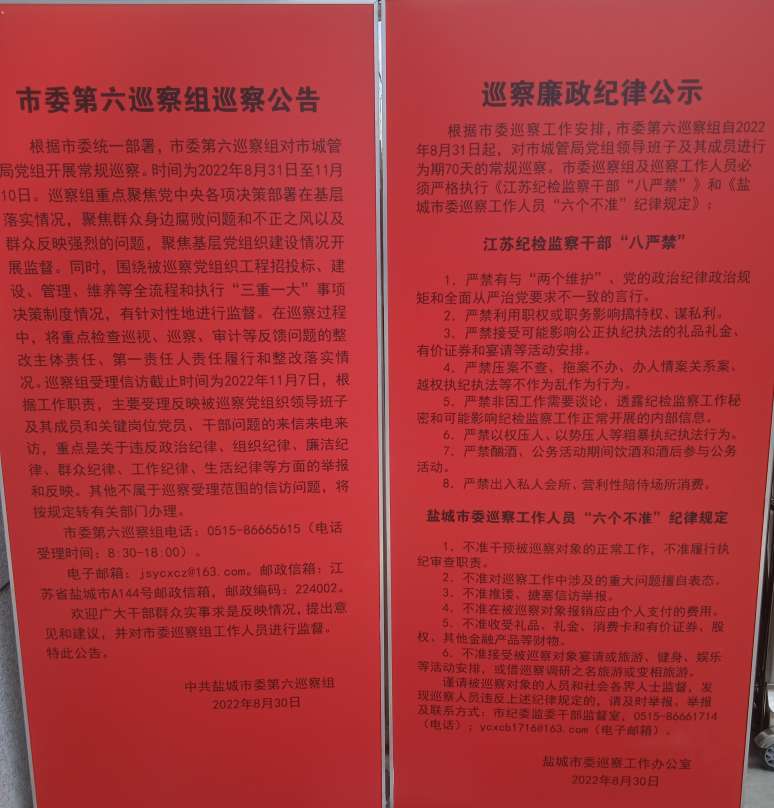 市委第六巡察组巡察公告
根据市委统一部署，市委第六巡察组对市城管
局党组开展常规巡察。时间为2022年8月31日至11月
10日。巡察组重点聚焦党中央各项决策部署在基层
落实情况，聚焦群众身边腐败问题和不正之风以及
群众反映强烈的问题，聚焦基层党组织建设情况开
展监督。同时，围绕被巡察党组织工程招投标、建
设、管理、维养等全流程和执行“三重一大”事项
决策制度情况，有针对性地进行监督。在巡察过程
中，将重点检查巡视、巡察、审计等反馈问题的整
改主体责任、第一责任人责任履行和整改落实情
况。巡察组受理信访截止时间为2022年11月7日，根
据工作职责，主要受理反映被巡察党组织领导班子
及其成员和关键岗位党员、干部问题的来信来电来
访，重点是关于违反政治纪律、组织纪律、廉洁纪
律、群众纪律、工作纪律、生活纪律等方面的举报
和反映。其他不属于巡察受理范围的信访问题，将
按规定转有关部门办理。
市委第六巡察组电话：0515-86665615（电话
受理时间：8:30-18:00）。
电子邮箱：jsycxcz@163.com。邮政信箱：江
苏省盐城市A144号邮政信箱，邮政编码：224002。
欢迎广大干部群众实事求是反映情况，提出意
见和建议，并对市委巡察组工作人员进行监督。
特此公告。
中共盐城市委第六巡察组
2022年8月30日
巡察廉政纪律公示
根据市委巡察工作安排，市委第六巡察组自2022
年8月31日起，对市城管局党组领导班子及其成员进行
为期70天的常规巡察。市委巡察组及巡察工作人员必
须严格执行《江苏纪检监察干部“八严禁”》和《盐
城市委巡察工作人员“六个不准”纪律规定》；
江苏纪检监察干部“八严禁”
1．严禁有与“两个维护”、党的政治纪律政治规
矩和全面从严治党要求不一致的言行。
2．严禁利用职权或职务影响搞特权、谋私利。
3．严禁接受可能影响公正执纪执法的礼品礼金、
有价证券和宴请等活动安排。
4．严禁压案不查、拖案不办、办人情案关系案、
越权执纪执法等不作为乱作为行为。
5．严禁非因工作需要谈论、透露纪检监察工作秘
密和可能影响纪检监察工作正常开展的内部信息。
6．严禁以权压人、以势压人等粗暴执纪执法行为。
7．严禁酗酒、公务活动期间饮酒和酒后参与公务
活动。
8．严禁出入私人会所、营利性陪侍场所消费。
盐城市委巡察工作人员“六个不准”纪律规定
1．不准干预被巡察对象的正常工作，不准履行执
纪审查职责。
2．不准对巡察工作中涉及的重大问题擅自表态。
3．不准推诿、搪塞信访举报。
4．不准在被巡察对象报销应由个人支付的费用。
5．不准收受礼品、礼金、消费卡和有价证券、股
权、其他金融产品等财物。
6．不准接受被巡察对象宴请或旅游、健身、娱乐
等活动安排，或借巡察调研之名旅游或变相旅游。
谨请被巡察对象的人员和社会各界人士监督，发
现巡察人员违反上述纪律规定的，请及时举报、举报
及联系方式：市纪委监委干部监督室，0515-86661714
（电话）；ycxcb1716@163.com（电子邮箱）。
盐城市委巡察工作办公室
2022年8月30日